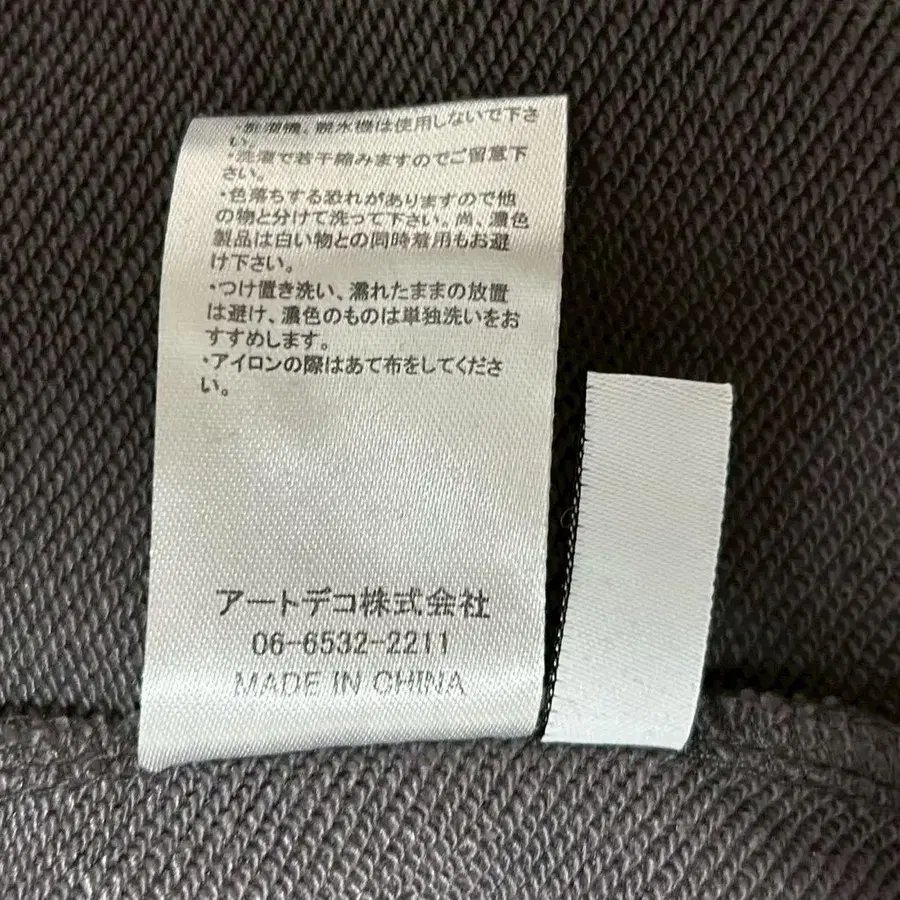 脱水機は使用しないで下さ
い。
・洗濯で若干縮みますのでご留意下
さい。
・色落ちする恐れがありますので他
の物と分けて洗って下さい。尚、濃色
製品は白い物との同時着用もお避
け下さい。
・つけ置き洗い、濡れたままの放置
は避け、濃色のものは単独洗いをお
すすめします。
・アイロンの際はあて布をしてくださ
い。
アートデコ株式会社
06-6532-2211
MADE IN CHINA